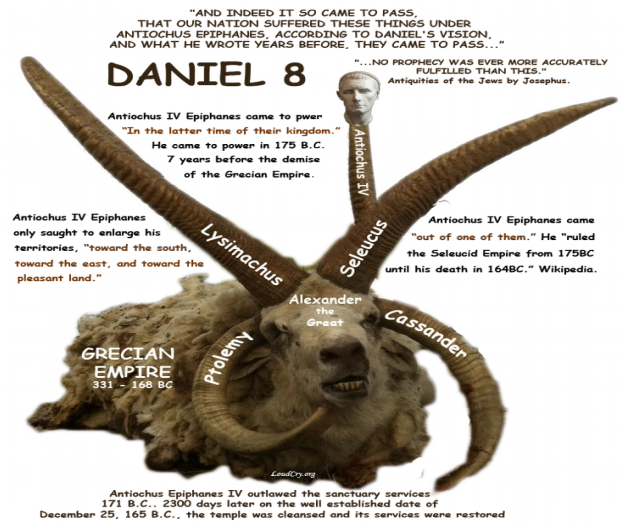 "AND INDEED IT SO CAME TO PASS,
THAT OUR NATION SUFFERED THESE THINGS UNDER
ANTIOCHUS EPIPHANES, ACCORDING TO DANIEL'S VISION,
AND WHAT HE WROTE YEARS BEFORE, THEY CAME TO PASS..."
"...NO PROPHECY WAS EVER MORE ACCURATELY
FULFILLED THAN THIS."
Antiquities of the Jews by Josephus.
DANIEL 8
Antiochus IV Epiphanes came to pwer
"In the latter time of their kingdom."
He came to power in 175 B.C.
7 years before the demise
of the Grecian Empire.
Antiochus IV
Antiochus IV Epiphanes
only saught to enlarge his
territories, "toward the south,
toward the east, and toward the
pleasant land."
Antiochus IV Epiphanes came
"out of one of them." He "ruled
the Seleucid Empire from 175BC
until his death in 164BC." Wikipedia.
Lysimachus
Seleucus
Alexander
the
Great
Cassander
Ptolemy
GRECIAN
EMPIRE
331 - 168 BC
LoudCry.org
Antiochus Epiphanes IV outlawed the sanctuary services
171 B.C.. 2300 days later on the well established date of
December 25, 165 B.C., the temple was cleansed and its services were restored